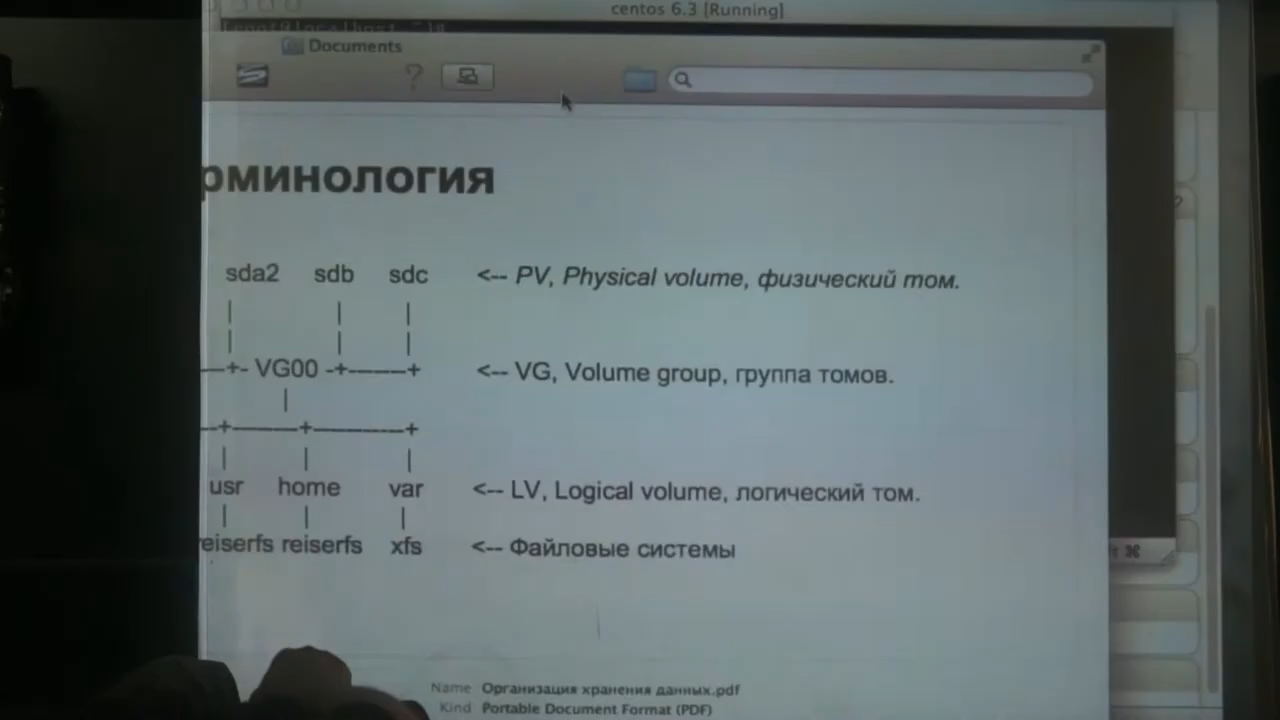 centos 6.3 [Running]
Documents
?
рминология
sda2 sdb sdc <-- PV, Physical volume, физический том.
| | |
| | |
—+- VG00 -+———+ <-- VG, Volume group, группа томов.
|
—+————+————+
| | |
usr home var <-- LV, Logical volume, логический том.
| | |
reiserfs reiserfs xfs <-- Файловые системы
Name Организация хранения данных.pdf
Kind Portable Document Format (PDF)